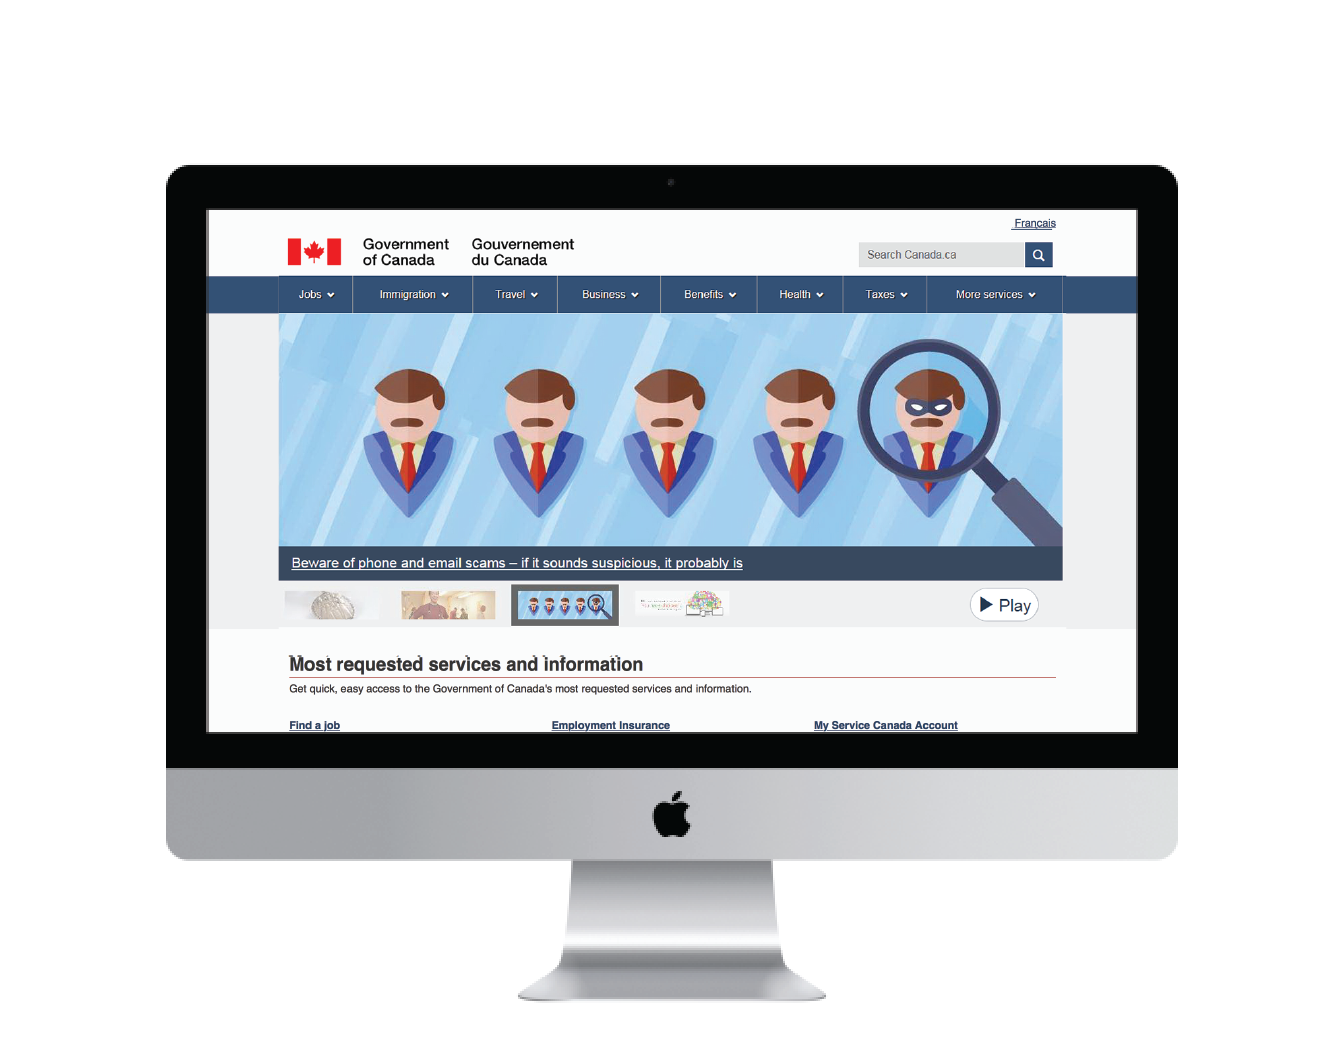 Français
Government
of Canada
Gouvernement
du Canada
Search Canada.ca
Jobs
Immigration
Travel
Business
Benefits
Health
Taxes
More services
Beware of phone and email scams – if it sounds suspicious, it probably is
Play
Most requested services and information
Get quick, easy access to the Government of Canada's most requested services and information.
Find a job
Employment Insurance
My Service Canada Account